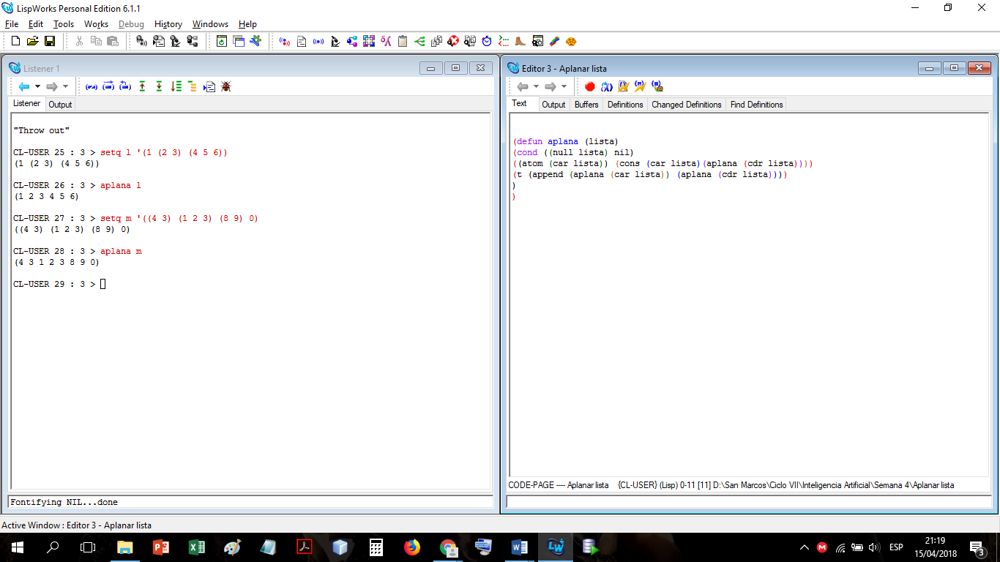 LispWorks Personal Edition 6.1.1
File Edit Tools Works Debug History Windows Help
Listener 1
Listener Output
"Throw out"
CL-USER 25 : 3 > setq l '(1 (2 3) (4 5 6))
(1 (2 3) (4 5 6))
CL-USER 26 : 3 > aplana l
(1 2 3 4 5 6)
CL-USER 27 : 3 > setq m '((4 3) (1 2 3) (8 9) 0)
((4 3) (1 2 3) (8 9) 0)
CL-USER 28 : 3 > aplana m
(4 3 1 2 3 8 9 0)
CL-USER 29 : 3 >
Fontifying NIL...done
Editor 3 - Aplanar lista
Text Output Buffers Definitions Changed Definitions Find Definitions
(defun aplana (lista)
(cond ((null lista) nil)
((atom (car lista)) (cons (car lista)(aplana (cdr lista))))
(t (append (aplana (car lista)) (aplana (cdr lista))))
)
)
CODE-PAGE ---- Aplanar lista {CL-USER} (Lisp) 0-11 [11] D:\San Marcos\Ciclo VII\Inteligencia Artificial\Semana 4\Aplanar lista
Active Window : Editor 3 - Aplanar lista
ESP
21:19
15/04/2018
3